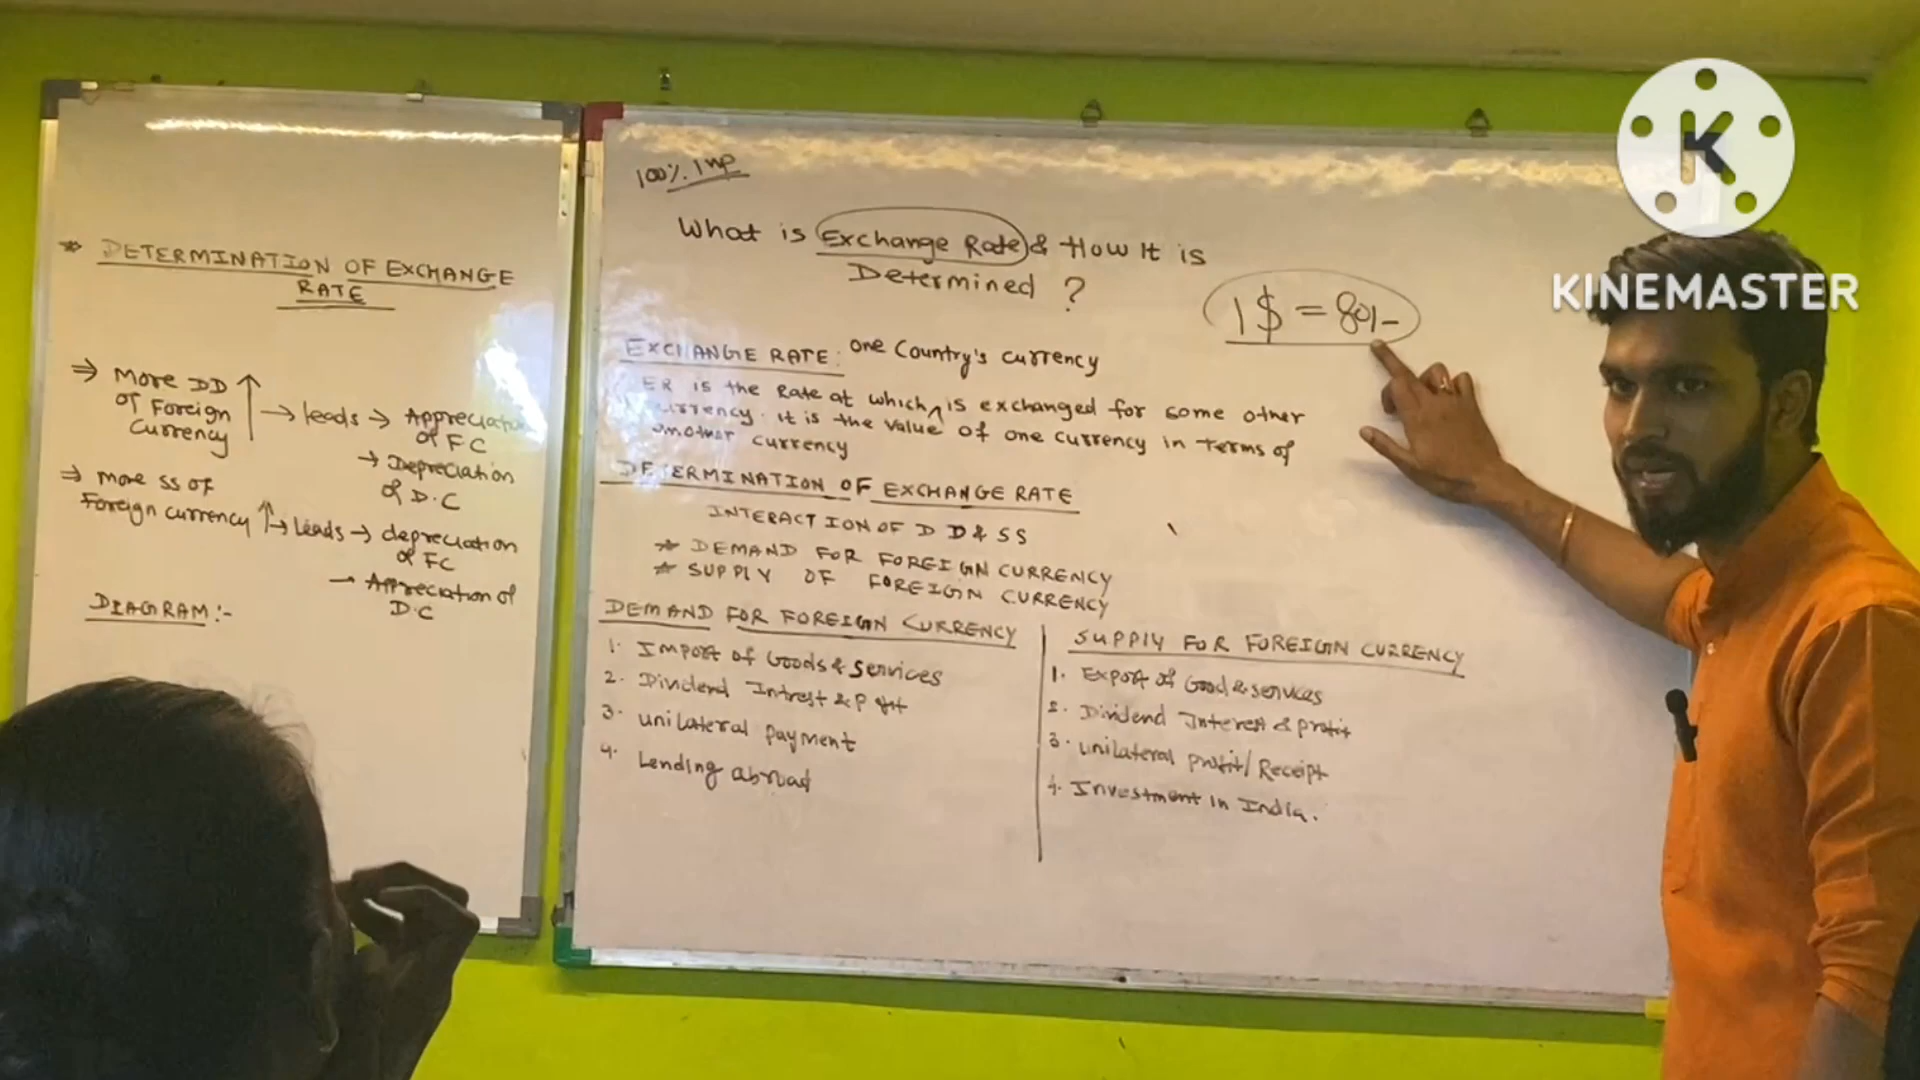 * DETERMINATION OF EXCHANGE
RATE
⇒ More DD
of Foreign
Currency
→ leads → Appreciation
of FC
→ Depreciation
of D.C
⇒ More SS of
Foreign currency ↑→ Leads → depreciation
of FC
→ Appreciation of
D.C
DIAGRAM:-
100% Imp
What is Exchange Rate & How It is
Determined ?
1$ = 80/-
EXCHANGE RATE: one Country's currency
ER is the Rate at which ^ is exchanged for some other
currency. It is the value of one currency in terms of
another currency
DETERMINATION OF EXCHANGE RATE
INTERACTION OF D D & SS
* DEMAND FOR FOREIGN CURRENCY
* SUPPLY OF FOREIGN CURRENCY
DEMAND FOR FOREIGN CURRENCY
1. Import of Goods & Services
2. Dividend Intrest &
3. unilateral payment
4. Lending abroad
SUPPLY FOR FOREIGN CURRENCY
1. Export of Good & services
2. Dividend Interest & profit
3. Unilateral profit/Receipt
4. Investment in India.
K
KINEMASTER